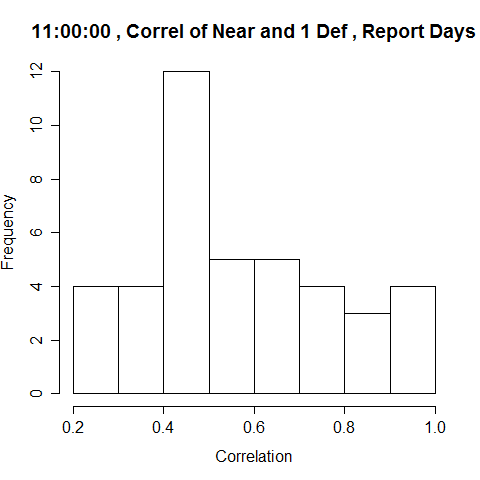 11:00:00 , Correl of Near and 1 Def , Report Days
12
10
8
6
4
2
0
Frequency
0.2 0.4 0.6 0.8 1.0
Correlation